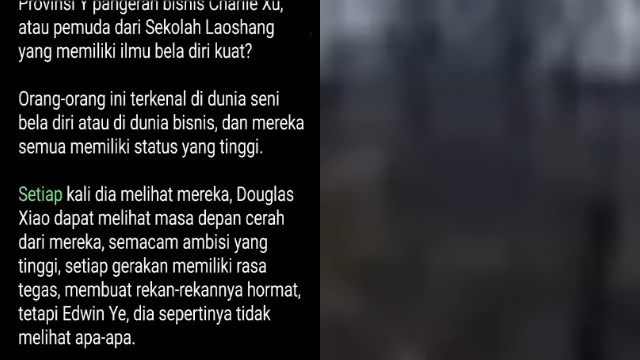 Provinsi Y pangeran bisnis Charlie Xu,
atau pemuda dari Sekolah Laoshang
yang memiliki ilmu bela diri kuat?
Orang-orang ini terkenal di dunia seni
bela diri atau di dunia bisnis, dan mereka
semua memiliki status yang tinggi.
Setiap kali dia melihat mereka, Douglas
Xiao dapat melihat masa depan cerah
dari mereka, semacam ambisi yang
tinggi, setiap gerakan memiliki rasa
tegas, membuat rekan-rekannya hormat,
tetapi Edwin Ye, dia sepertinya tidak
melihat apa-apa.